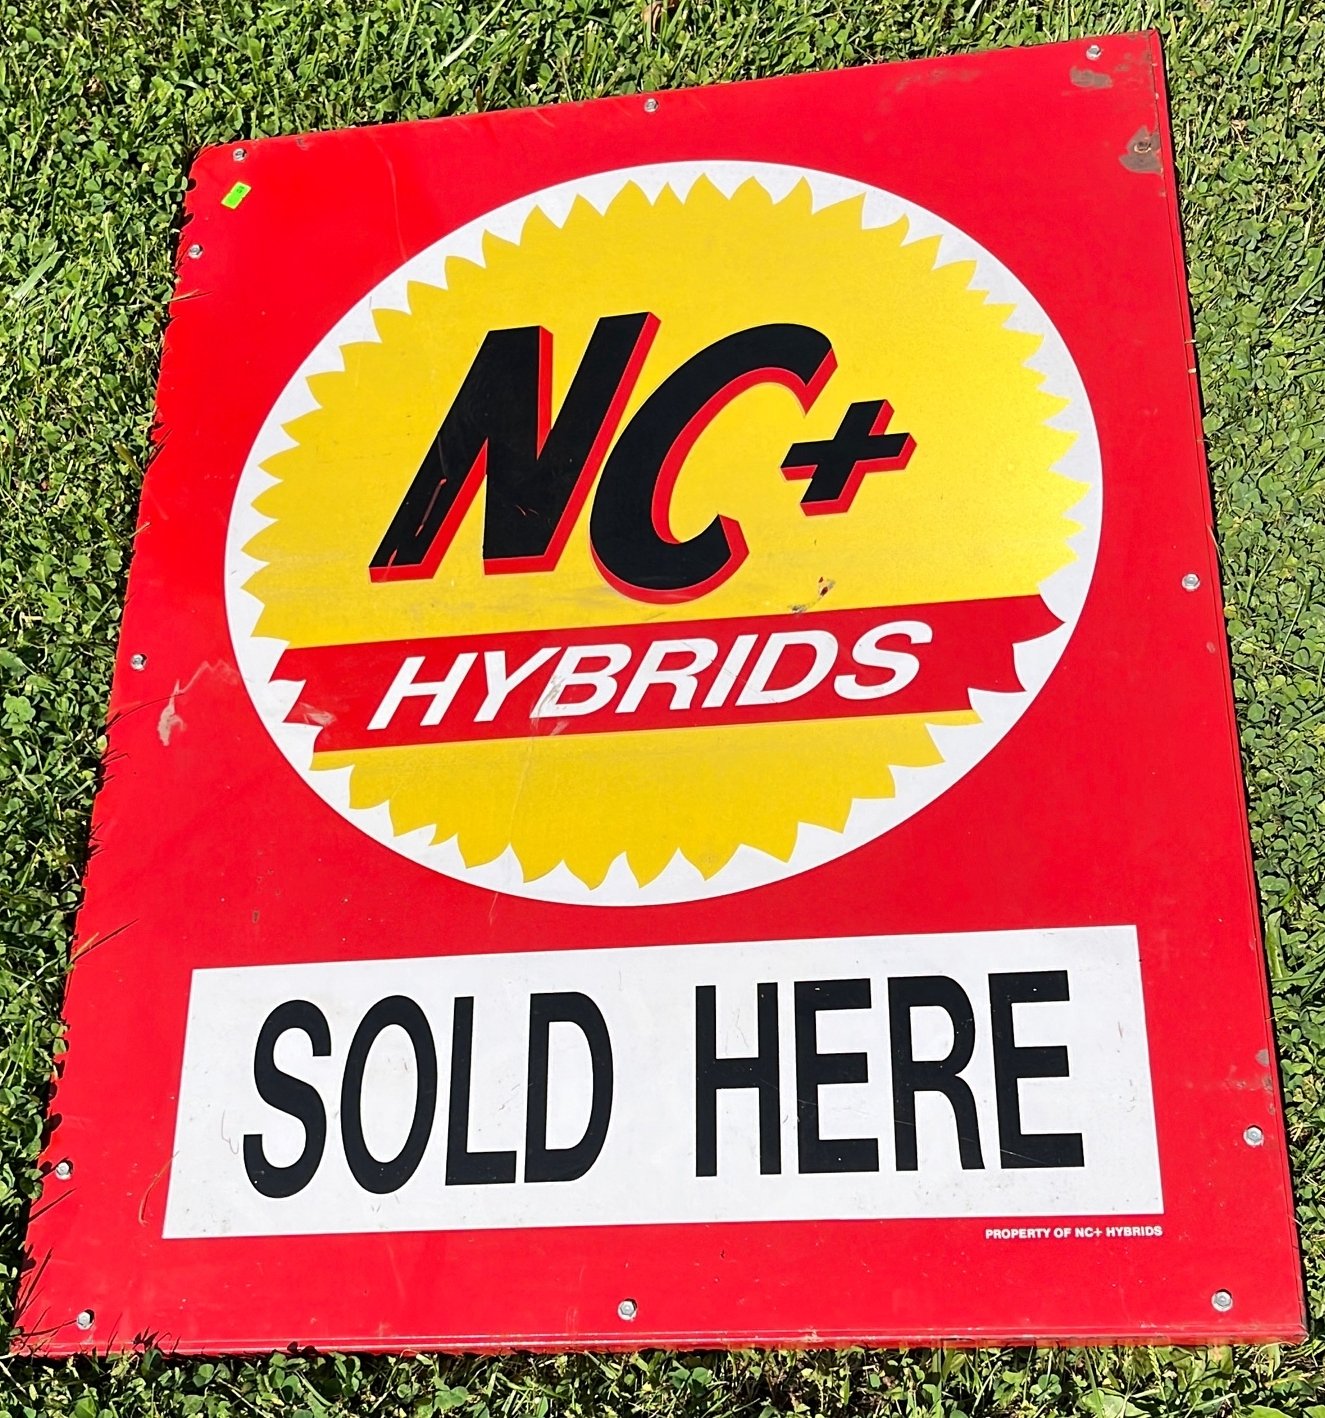 NC+
HYBRIDS
SOLD HERE
PROPERTY OF NC+ HYBRIDS